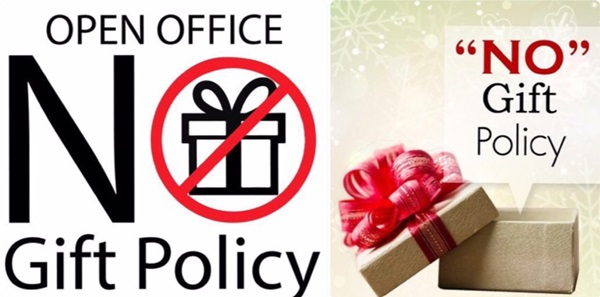 OPEN OFFICE
NO
Gift Policy
“NO”
Gift
Policy